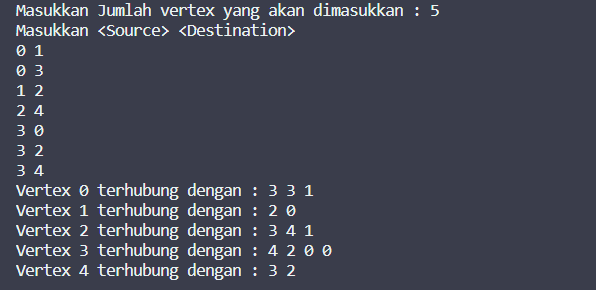 Masukkan Jumlah vertex yang akan dimasukkan : 5
Masukkan <Source> <Destination>
0 1
0 3
1 2
2 4
3 0
3 2
3 4
Vertex 0 terhubung dengan : 3 3 1
Vertex 1 terhubung dengan : 2 0
Vertex 2 terhubung dengan : 3 4 1
Vertex 3 terhubung dengan : 4 2 0 0
Vertex 4 terhubung dengan : 3 2